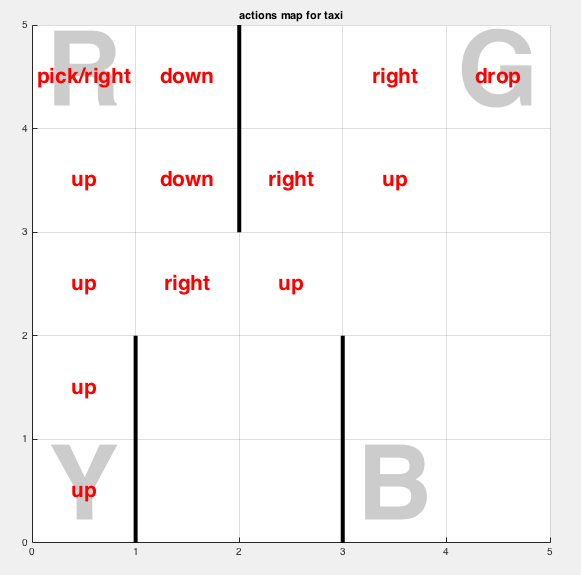 actions map for taxi
5
R G
pick/right down right drop
4
up down right up
3
up right up
2
up
1
Y B
up
0
0 1 2 3 4 5